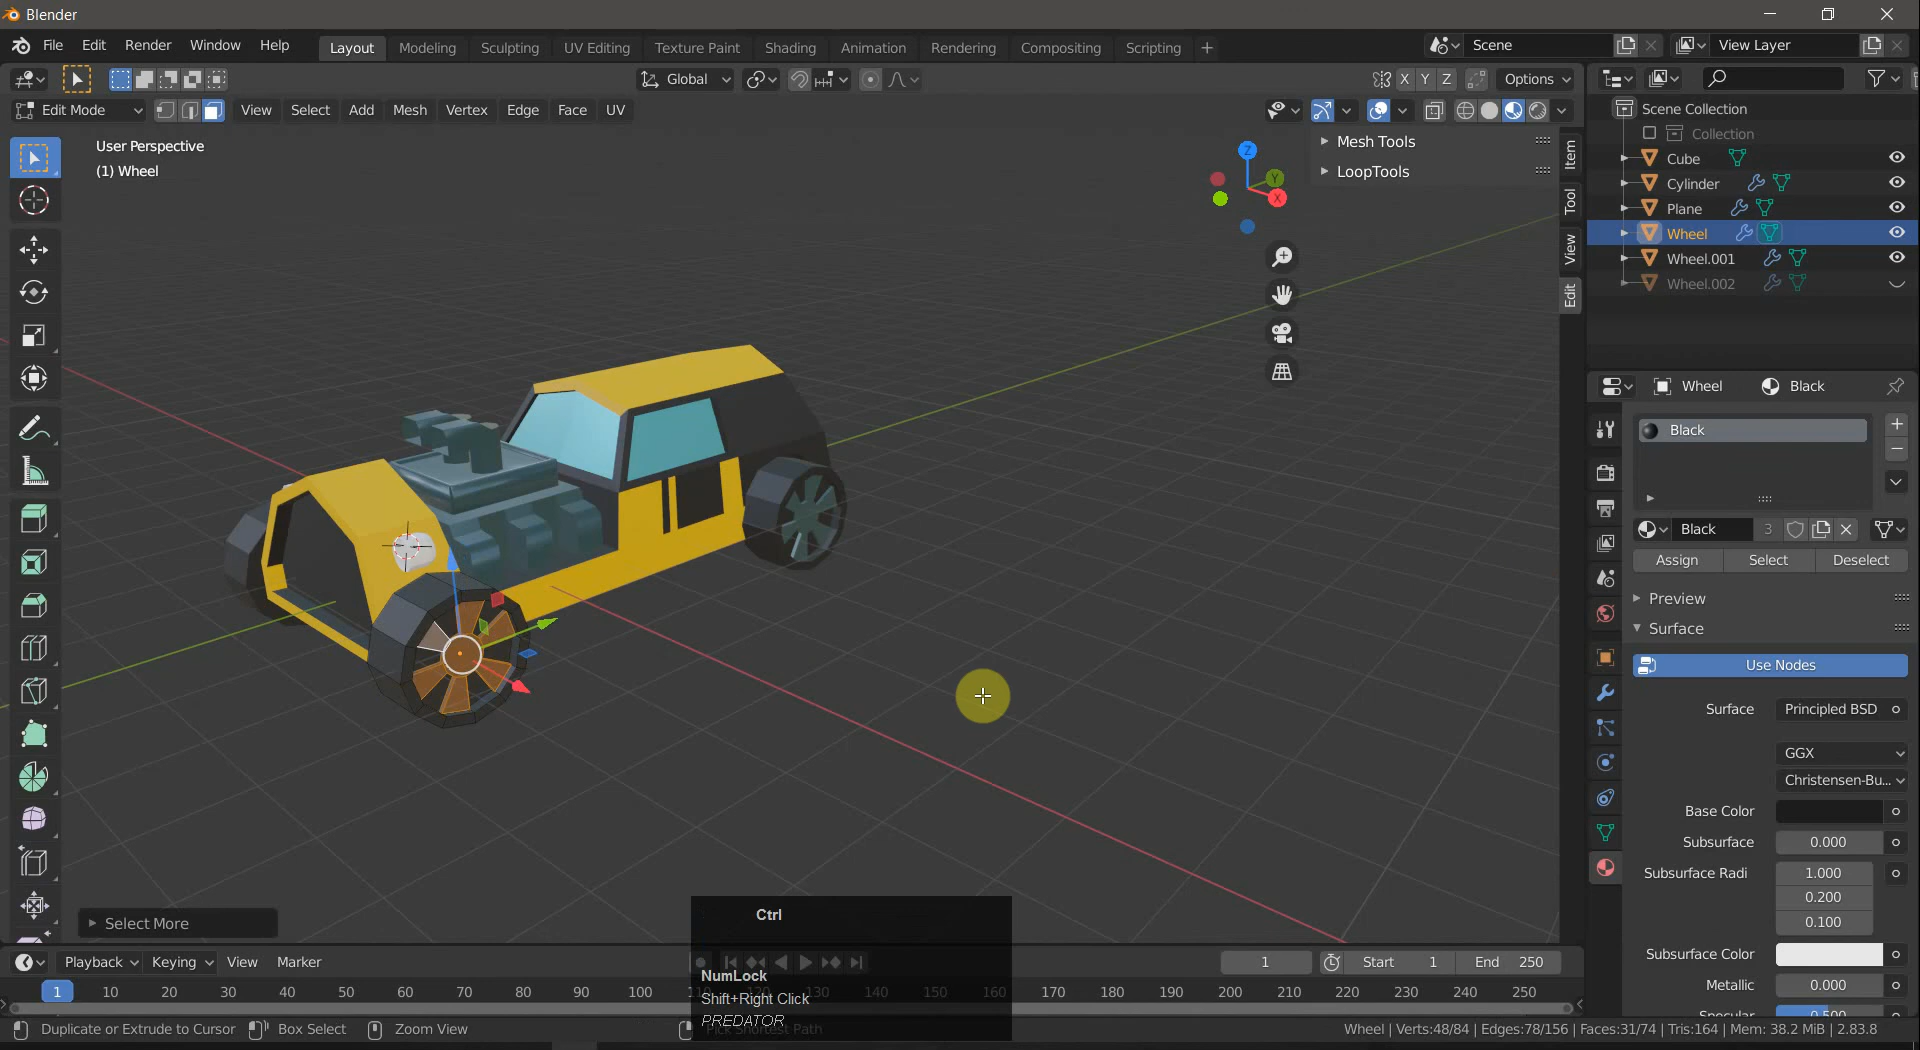 Blender
File Edit Render Window Help Layout Modeling Sculpting UV Editing Texture Paint Shading Animation Rendering Compositing Scripting + Scene View Layer
Global X Y Z Options
Edit Mode View Select Add Mesh Vertex Edge Face UV
User Perspective
(1) Wheel
Z
Y
X
Mesh Tools
LoopTools
Item
Tool
View
Edit
Scene Collection
Collection
Cube
Cylinder
Plane
Wheel
Wheel.001
Wheel.002
Wheel Black
Black
Black 3
Assign Select Deselect
Preview
Surface
Use Nodes
Surface Principled BSD
GGX
Christensen-Bu...
Base Color
Subsurface 0.000
Subsurface Radi 1.000
0.200
0.100
Subsurface Color
Metallic 0.000
Specular 0.500
Select More
Ctrl
NumLock
Shift+Right Click
PREDATOR
Playback Keying View Marker 1 Start 1 End 250
1 10 20 30 40 50 60 70 80 90 100 110 120 130 140 150 160 170 180 190 200 210 220 230 240 250
Duplicate or Extrude to Cursor Box Select Zoom View Pick Shortest Path Wheel | Verts:48/84 | Edges:78/156 | Faces:31/74 | Tris:164 | Mem: 38.2 MiB | 2.83.8